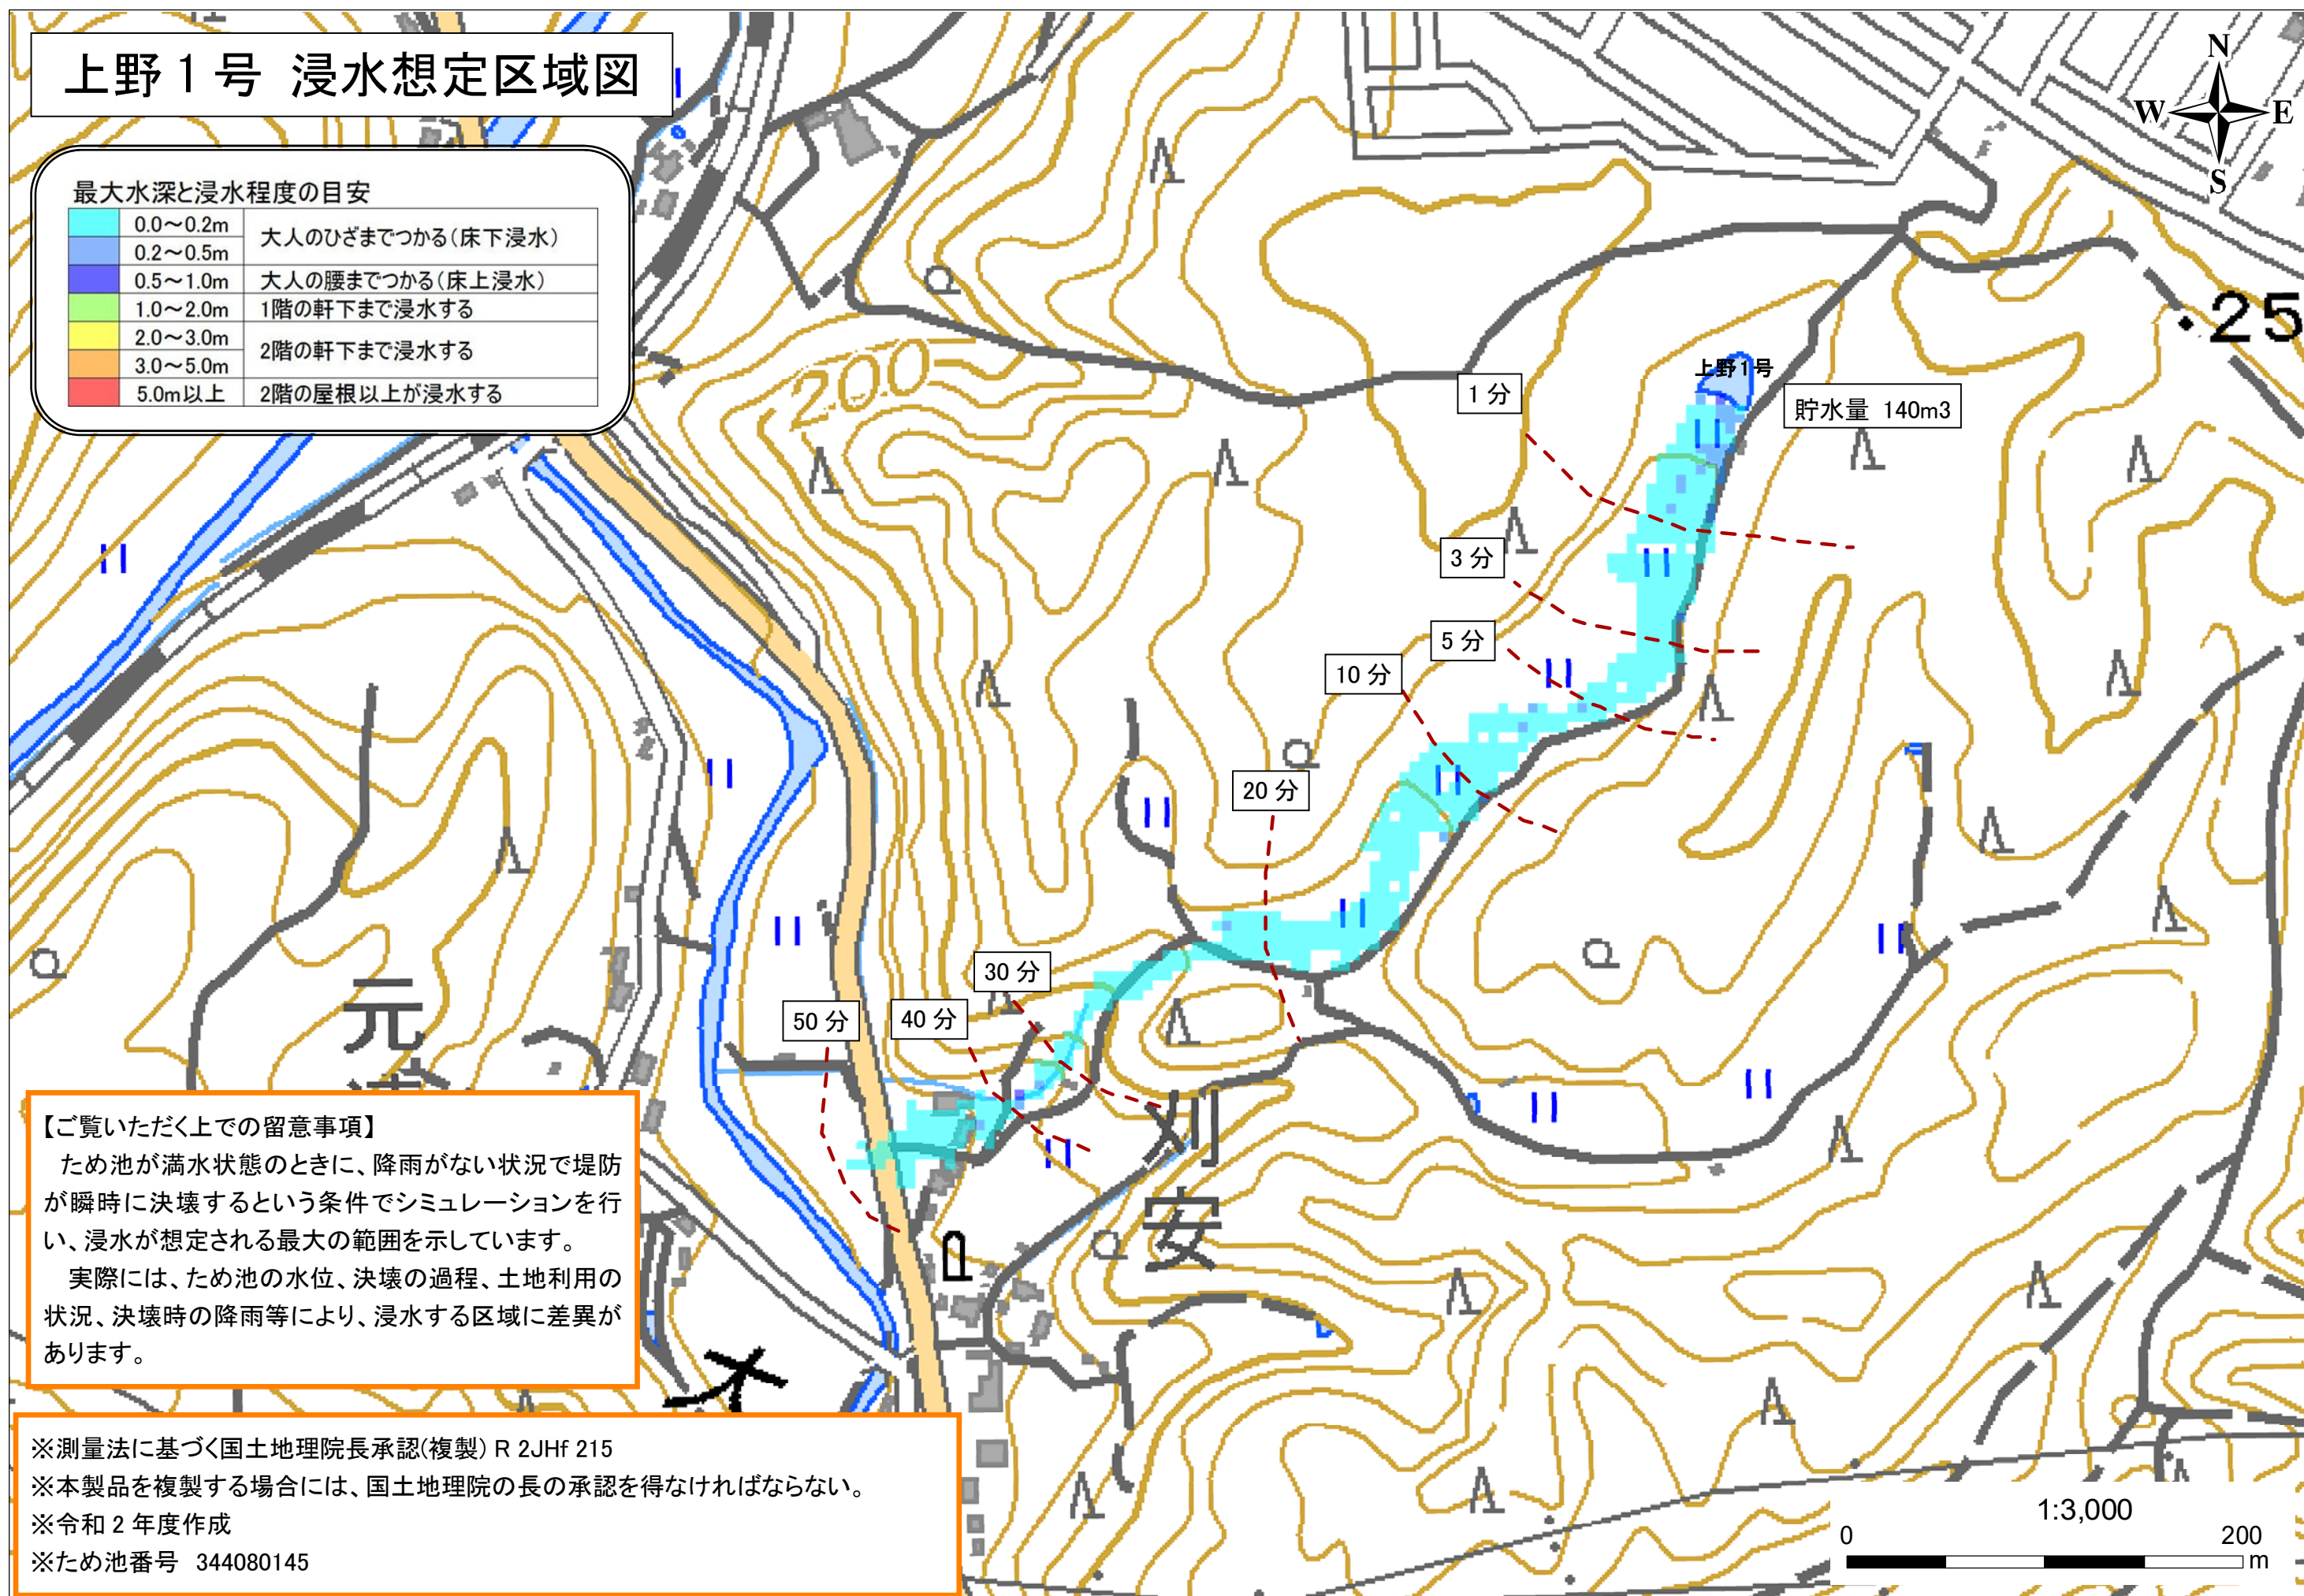 上野１号 浸水想定区域図
N
W
E
S
最大水深と浸水程度の目安
0.0～0.2m
大人のひざまでつかる（床下浸水）
0.2～0.5m
0.5～1.0m
大人の腰までつかる（床上浸水）
1.0～2.0m
1階の軒下まで浸水する
2.0～3.0m
2階の軒下まで浸水する
3.0～5.0m
5.0m以上
2階の屋根以上が浸水する
200
・25
上野1号
貯水量 140m3
1 分
3 分
5 分
10 分
20 分
30 分
40 分
50 分
元
刈
安
【ご覧いただく上での留意事項】
ため池が満水状態のときに、降雨がない状況で堤防
が瞬時に決壊するという条件でシミュレーションを行
い、浸水が想定される最大の範囲を示しています。
実際には、ため池の水位、決壊の過程、土地利用の
状況、決壊時の降雨等により、浸水する区域に差異が
あります。
※測量法に基づく国土地理院長承認(複製) R 2JHf 215
※本製品を複製する場合には、国土地理院の長の承認を得なければならない。
※令和 2 年度作成
※ため池番号 344080145
1:3,000
0
200
m